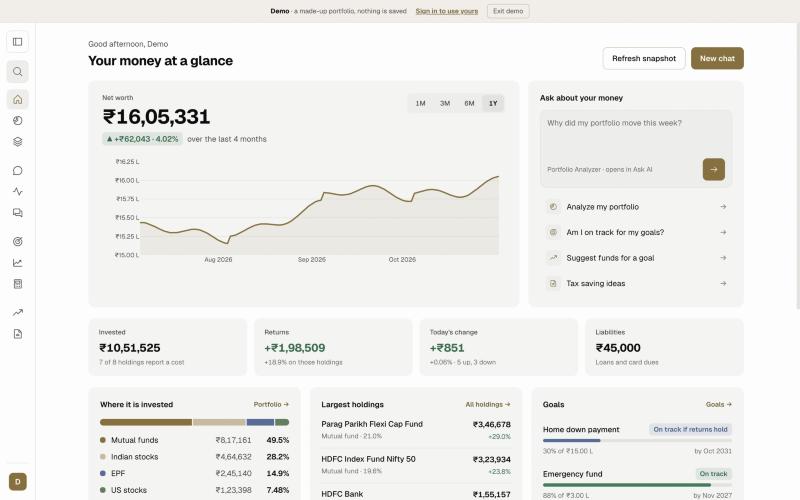 Demo · a made-up portfolio, nothing is saved Sign in to use yours Exit demo
Good afternoon, Demo
Your money at a glance
Refresh snapshot New chat
Net worth
₹16,05,331
▲ +₹62,043 · 4.02% over the last 4 months
1M 3M 6M 1Y
₹16.25 L
₹16.00 L
₹15.75 L
₹15.50 L
₹15.25 L
₹15.00 L
Aug 2026 Sep 2026 Oct 2026
Ask about your money
Why did my portfolio move this week?
Portfolio Analyzer · opens in Ask AI →
Analyze my portfolio →
Am I on track for my goals? →
Suggest funds for a goal →
Tax saving ideas →
Invested
₹10,51,525
7 of 8 holdings report a cost
Returns
+₹1,98,509
+18.9% on those holdings
Today's change
+₹851
+0.06% · 5 up, 3 down
Liabilities
₹45,000
Loans and card dues
Where it is invested Portfolio →
Mutual funds ₹8,17,161 49.5%
Indian stocks ₹4,64,632 28.2%
EPF ₹2,45,140 14.9%
US stocks ₹1,23,398 7.48%
Largest holdings All holdings →
Parag Parikh Flexi Cap Fund ₹3,46,678
Mutual fund · 21.0% +29.0%
HDFC Index Fund Nifty 50 ₹3,23,934
Mutual fund · 19.6% +23.8%
HDFC Bank ₹1,55,157
Goals Goals →
Home down payment On track if returns hold
30% of ₹15.00 L by Oct 2031
Emergency fund On track
88% of ₹3.00 L by Nov 2027
D